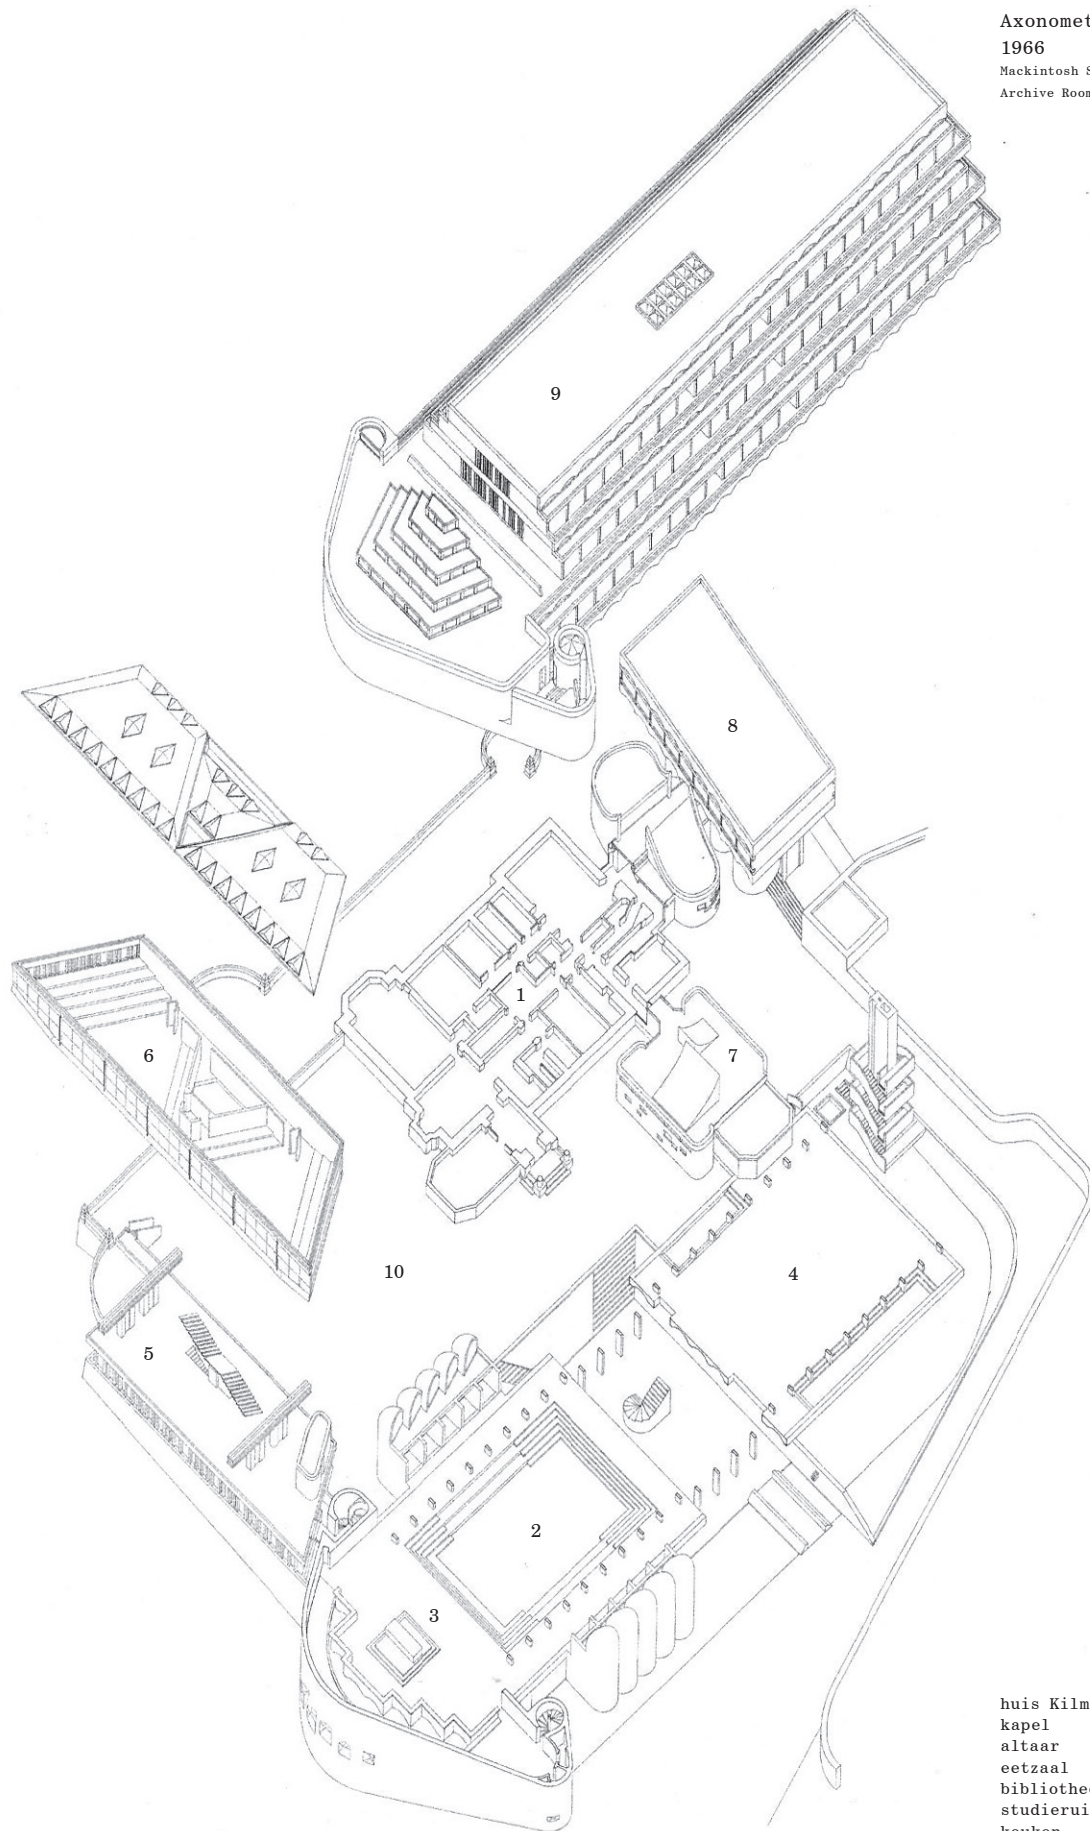 Axonomet
1966
Mackintosh S
Archive Room
9
8
1
6
7
10
4
5
2
3
huis Kilm
kapel
altaar
eetzaal
bibliothee
studierui